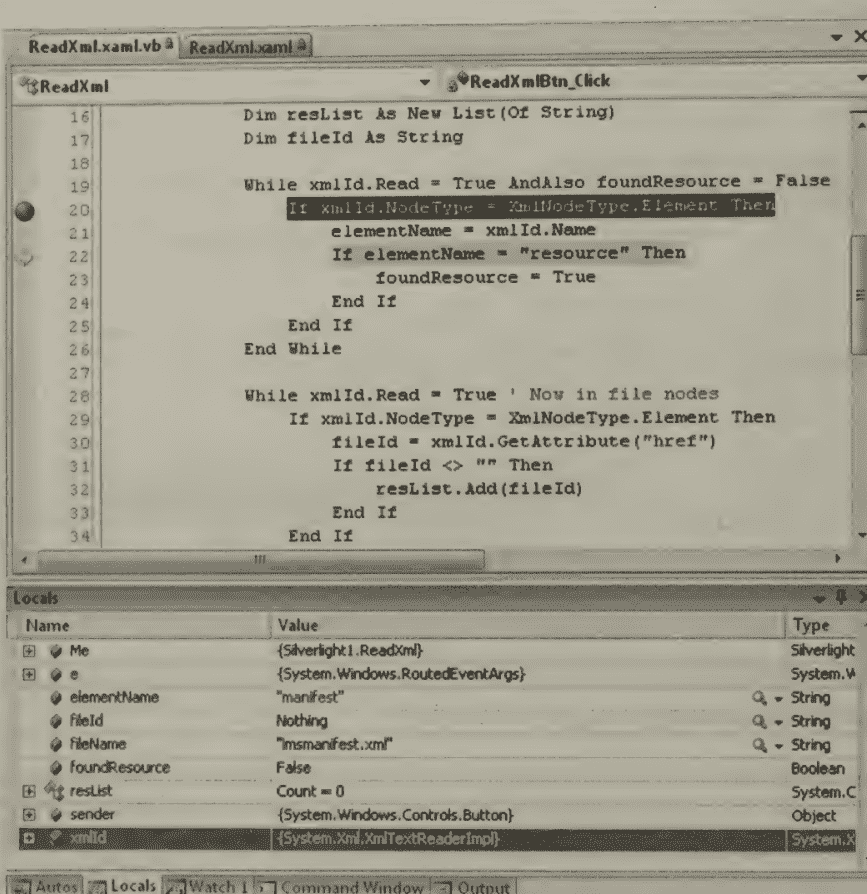 ReadXml.xaml.vb ReadXml.xaml
ReadXml ReadXmlBtn_Click
16 Dim resList As New List(Of String)
17 Dim fileId As String
18
19 While xmlId.Read = True AndAlso foundResource = False
20 If xmlId.NodeType = XmlNodeType.Element Then
21 elementName = xmlId.Name
22 If elementName = "resource" Then
23 foundResource = True
24 End If
25 End If
26 End While
27
28 While xmlId.Read = True ' Now in file nodes
29 If xmlId.NodeType = XmlNodeType.Element Then
30 fileId = xmlId.GetAttribute("href")
31 If fileId <> "" Then
32 resList.Add(fileId)
33 End If
34 End If
Locals
Name Value Type
Me {Silverlight1.ReadXml} Silverlight
e {System.Windows.RoutedEventArgs} System.W
elementName "manifest" String
fileId Nothing String
fileName "imsmanifest.xml" String
foundResource False Boolean
resList Count = 0 System.C
sender {System.Windows.Controls.Button} Object
xmlId {System.Xml.XmlTextReaderImpl} System.X
Autos Locals Watch 1 Command Window Output